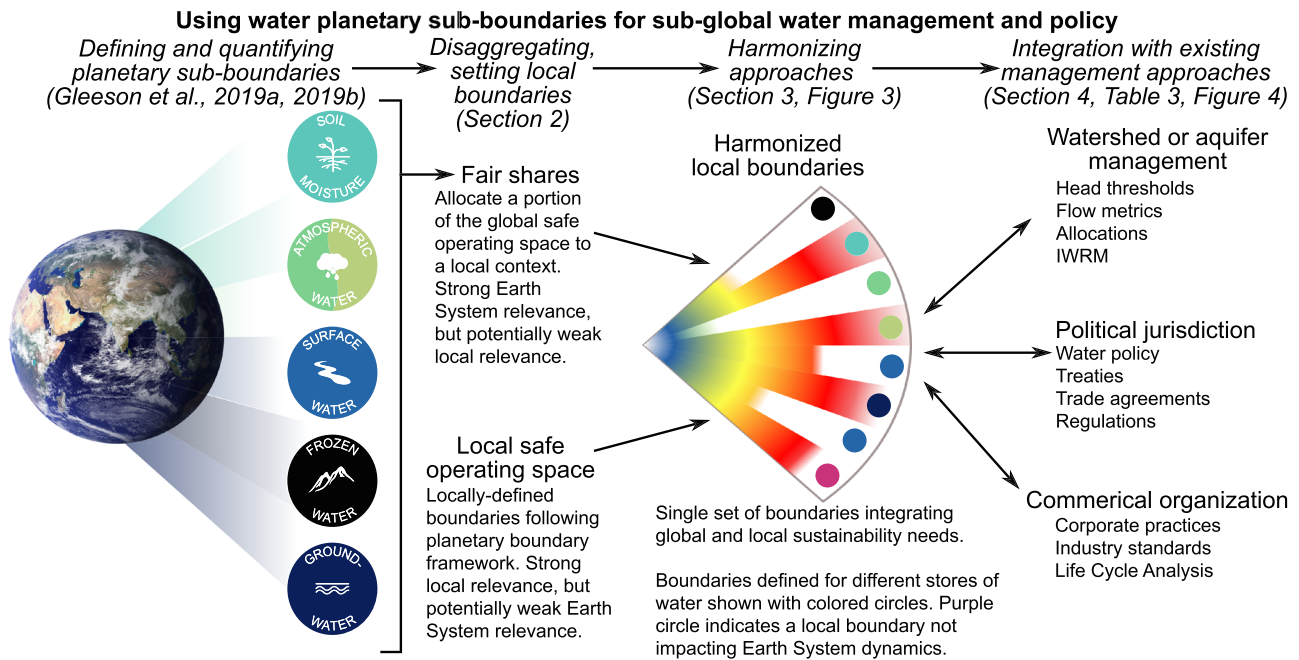 Using water planetary sub-boundaries for sub-global water management and policy
Defining and quantifying
planetary sub-boundaries
(Gleeson et al., 2019a, 2019b)
Disaggregating,
setting local
boundaries
(Section 2)
Harmonizing
approaches
(Section 3, Figure 3)
Integration with existing
management approaches
(Section 4, Table 3, Figure 4)
SOIL
MOISTURE
ATMOSPHERIC
WATER
SURFACE
WATER
FROZEN
WATER
GROUND-
WATER
Fair shares
Allocate a portion
of the global safe
operating space to
a local context.
Strong Earth
System relevance,
but potentially weak
local relevance.
Local safe
operating space
Locally-defined
boundaries following
planetary boundary
framework. Strong
local relevance, but
potentially weak Earth
System relevance.
Harmonized
local boundaries
Single set of boundaries integrating
global and local sustainability needs.
Boundaries defined for different stores of
water shown with colored circles. Purple
circle indicates a local boundary not
impacting Earth System dynamics.
Watershed or aquifer
management
Head thresholds
Flow metrics
Allocations
IWRM
Political jurisdiction
Water policy
Treaties
Trade agreements
Regulations
Commerical organization
Corporate practices
Industry standards
Life Cycle Analysis